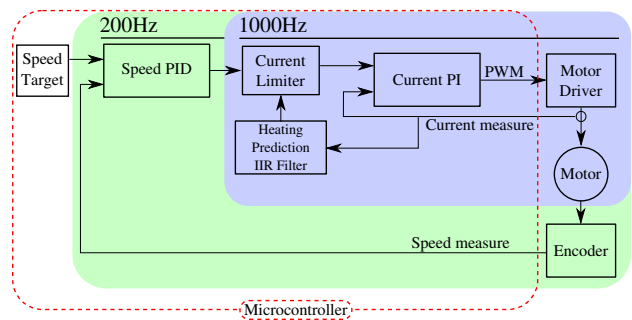 200Hz
1000Hz
Speed
Target
Speed PID
Current
Limiter
Current PI
PWM
Motor
Driver
Current measure
Heating
Prediction
IIR Filter
Motor
Speed measure
Encoder
Microcontroller